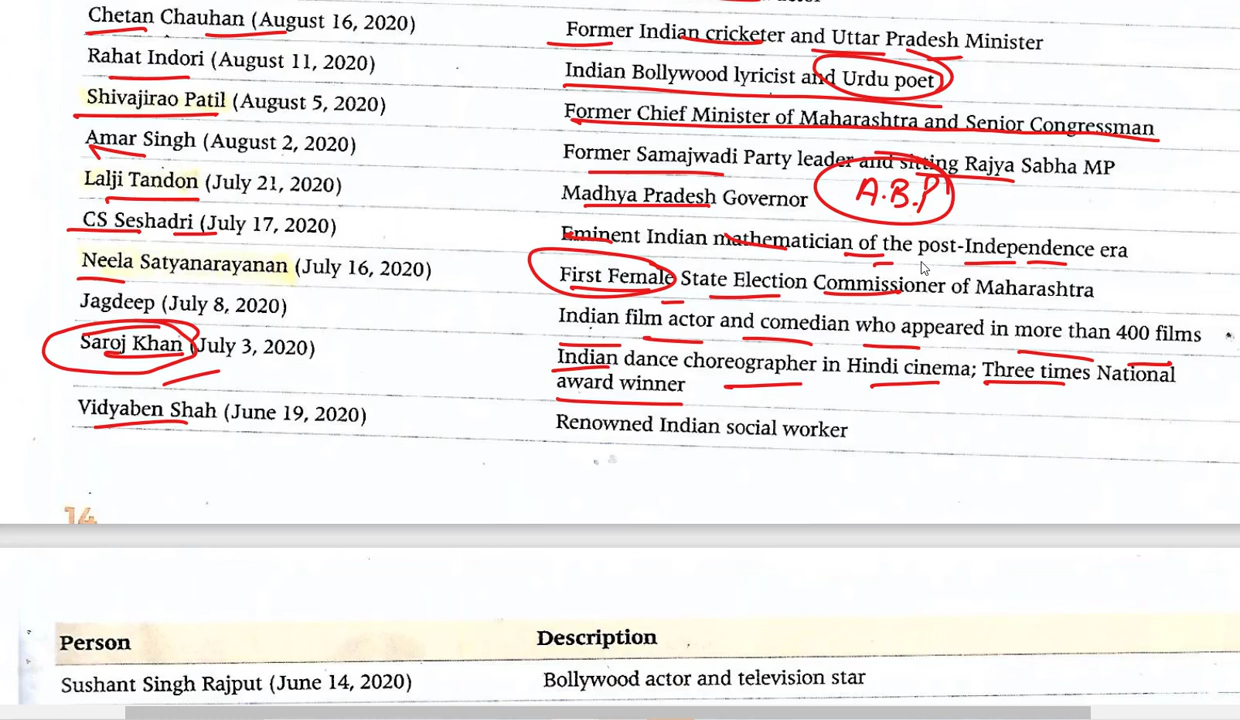 Chetan Chauhan (August 16, 2020) Former Indian cricketer and Uttar Pradesh Minister
Rahat Indori (August 11, 2020) Indian Bollywood lyricist and Urdu poet
Shivajirao Patil (August 5, 2020) Former Chief Minister of Maharashtra and Senior Congressman
Amar Singh (August 2, 2020) Former Samajwadi Party leader and sitting Rajya Sabha MP
Lalji Tandon (July 21, 2020) Madhya Pradesh Governor A.B.P
CS Seshadri (July 17, 2020) Eminent Indian mathematician of the post-Independence era
Neela Satyanarayanan (July 16, 2020) First Female State Election Commissioner of Maharashtra
Jagdeep (July 8, 2020) Indian film actor and comedian who appeared in more than 400 films
Saroj Khan (July 3, 2020) Indian dance choreographer in Hindi cinema; Three times National
award winner
Vidyaben Shah (June 19, 2020) Renowned Indian social worker
14
Person Description
Sushant Singh Rajput (June 14, 2020) Bollywood actor and television star